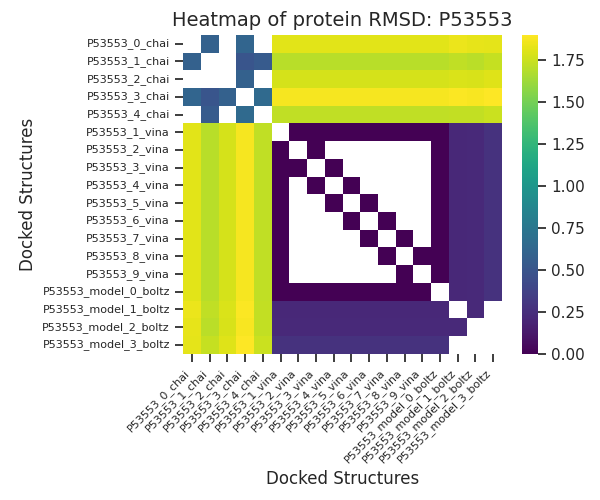 Heatmap of protein RMSD: P53553
P53553_0_chai
P53553_1_chai
P53553_2_chai
P53553_3_chai
P53553_4_chai
P53553_1_vina
P53553_2_vina
P53553_3_vina
P53553_4_vina
P53553_5_vina
P53553_6_vina
P53553_7_vina
P53553_8_vina
P53553_9_vina
P53553_model_0_boltz
P53553_model_1_boltz
P53553_model_2_boltz
P53553_model_3_boltz
Docked Structures
P53553_0_chai
P53553_1_chai
P53553_2_chai
P53553_3_chai
P53553_4_chai
P53553_1_vina
P53553_2_vina
P53553_3_vina
P53553_4_vina
P53553_5_vina
P53553_6_vina
P53553_7_vina
P53553_8_vina
P53553_9_vina
P53553_model_0_boltz
P53553_model_1_boltz
P53553_model_2_boltz
P53553_model_3_boltz
Docked Structures
1.75
1.50
1.25
1.00
0.75
0.50
0.25
0.00